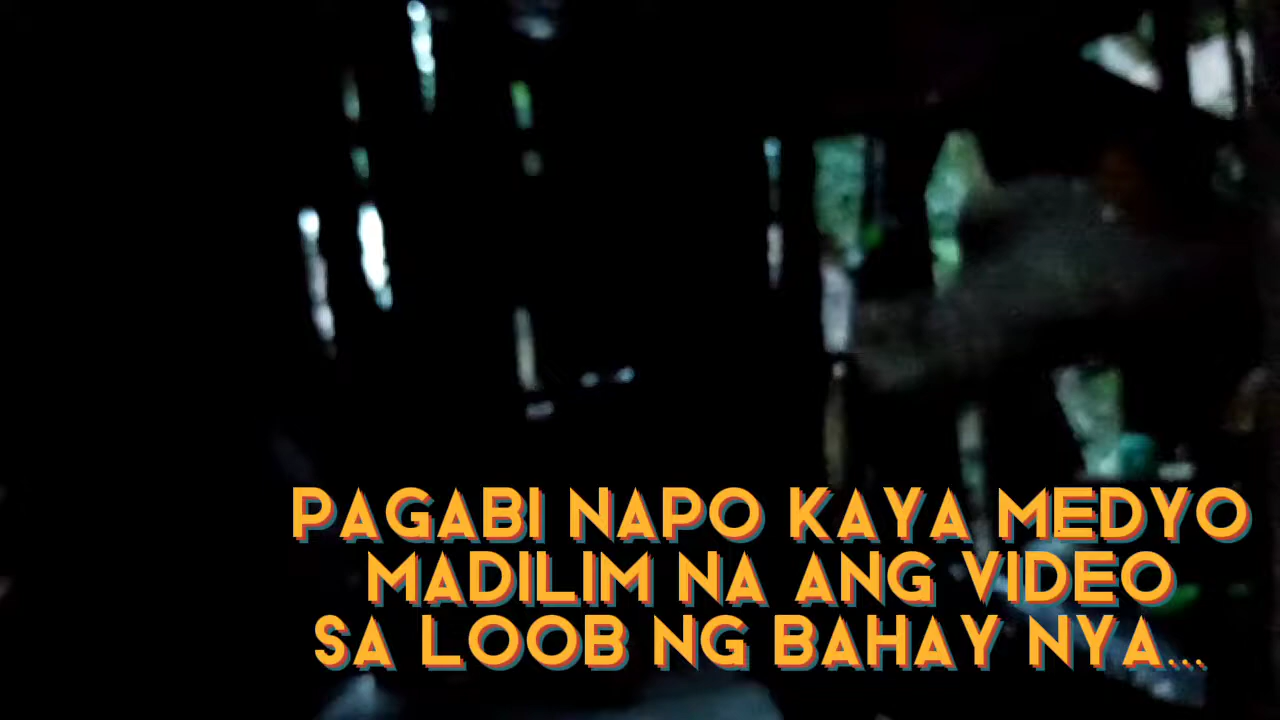 PAGABI NAPO KAYA MEDYO
MADILIM NA ANG VIDEO
SA LOOB NG BAHAY NYA...